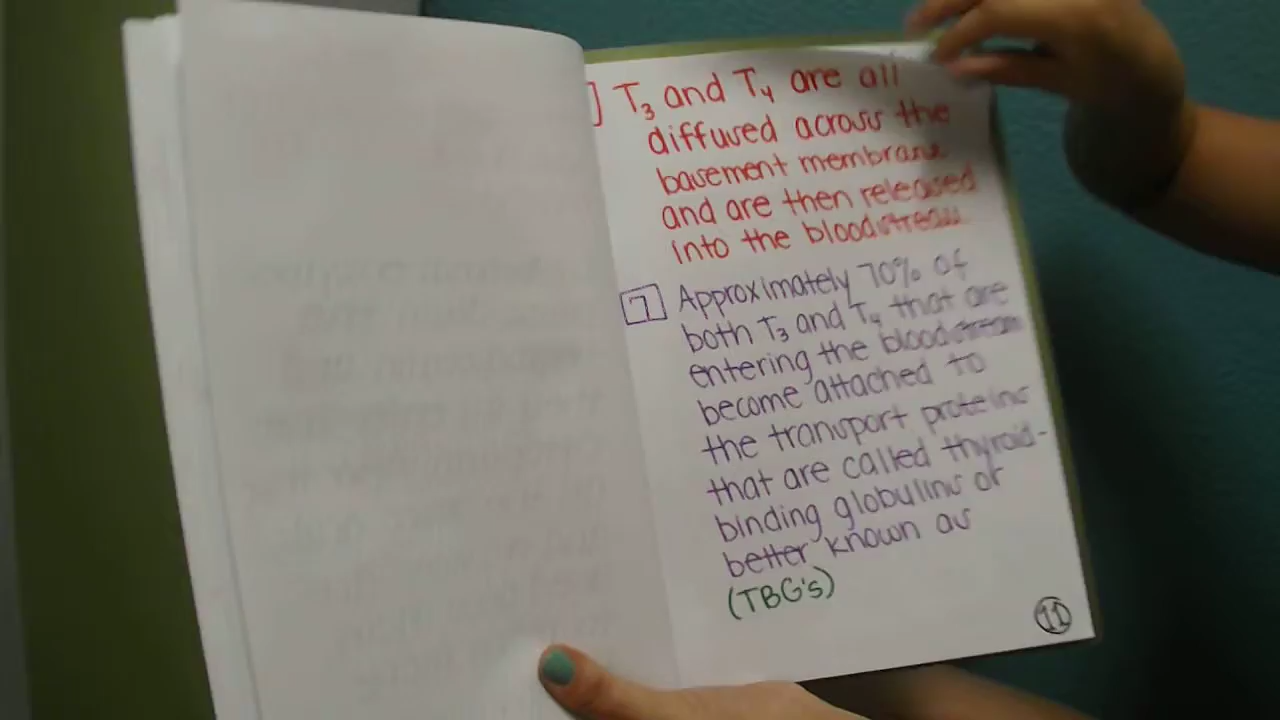 ] T3 and T4 are all
diffused across the
basement membrane
and are then released
into the bloodstream
7 Approximately 70% of
both T3 and T4 that are
entering the bloodstream
become attached to
the transport proteins
that are called thyroid-
binding globulins or
better known as
(TBG's)
11